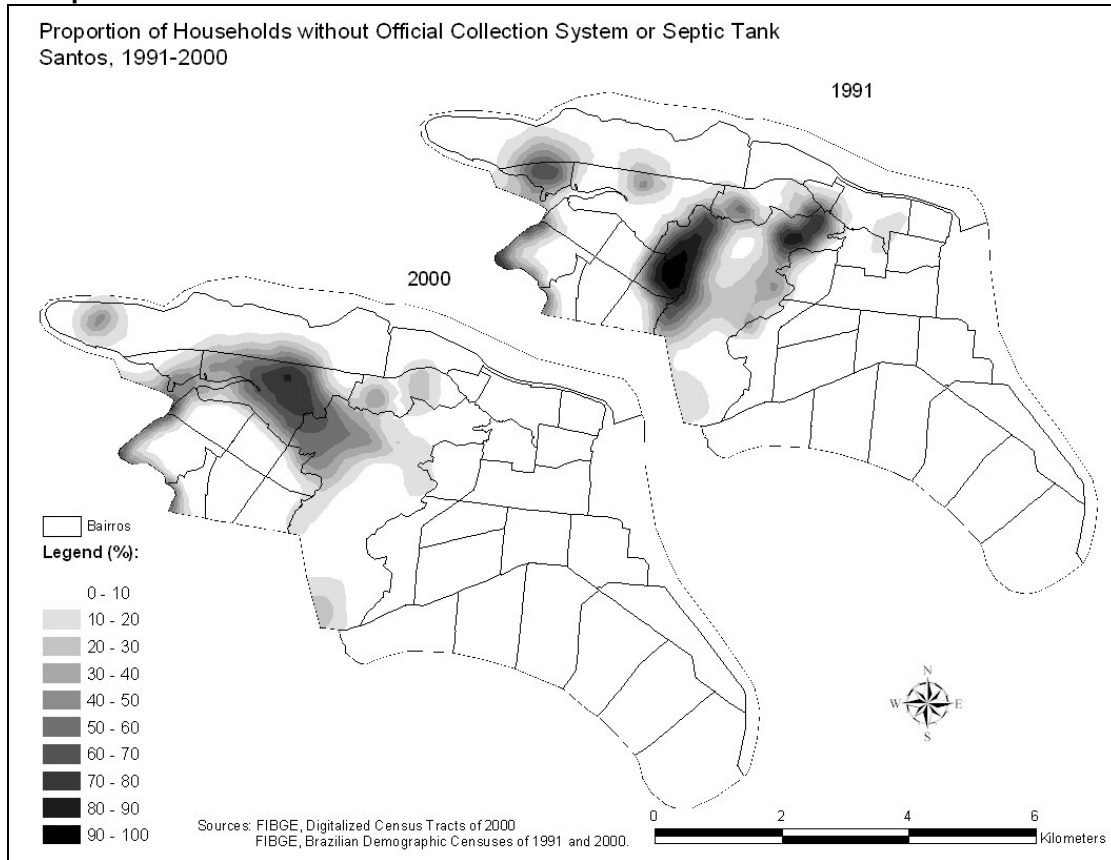 Proportion of Households without Official Collection System or Septic Tank
Santos, 1991-2000
1991
2000
Bairros
Legend (%):
0 - 10
10 - 20
20 - 30
30 - 40
40 - 50
50 - 60
60 - 70
70 - 80
80 - 90
90 - 100
Sources: FIBGE, Digitalized Census Tracts of 2000
FIBGE, Brazilian Demographic Censuses of 1991 and 2000.
N
W E
S
0 2 4 6
Kilometers